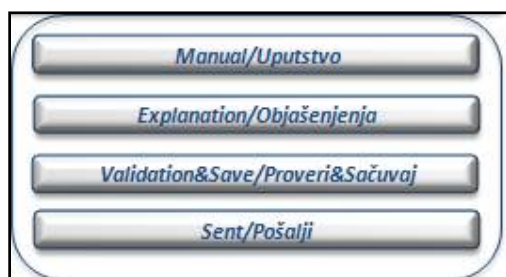 Manual/Uputstvo
Explanation/Objašenjenja
Validation&Save/Proveri&Sačuvaj
Sent/Pošalji